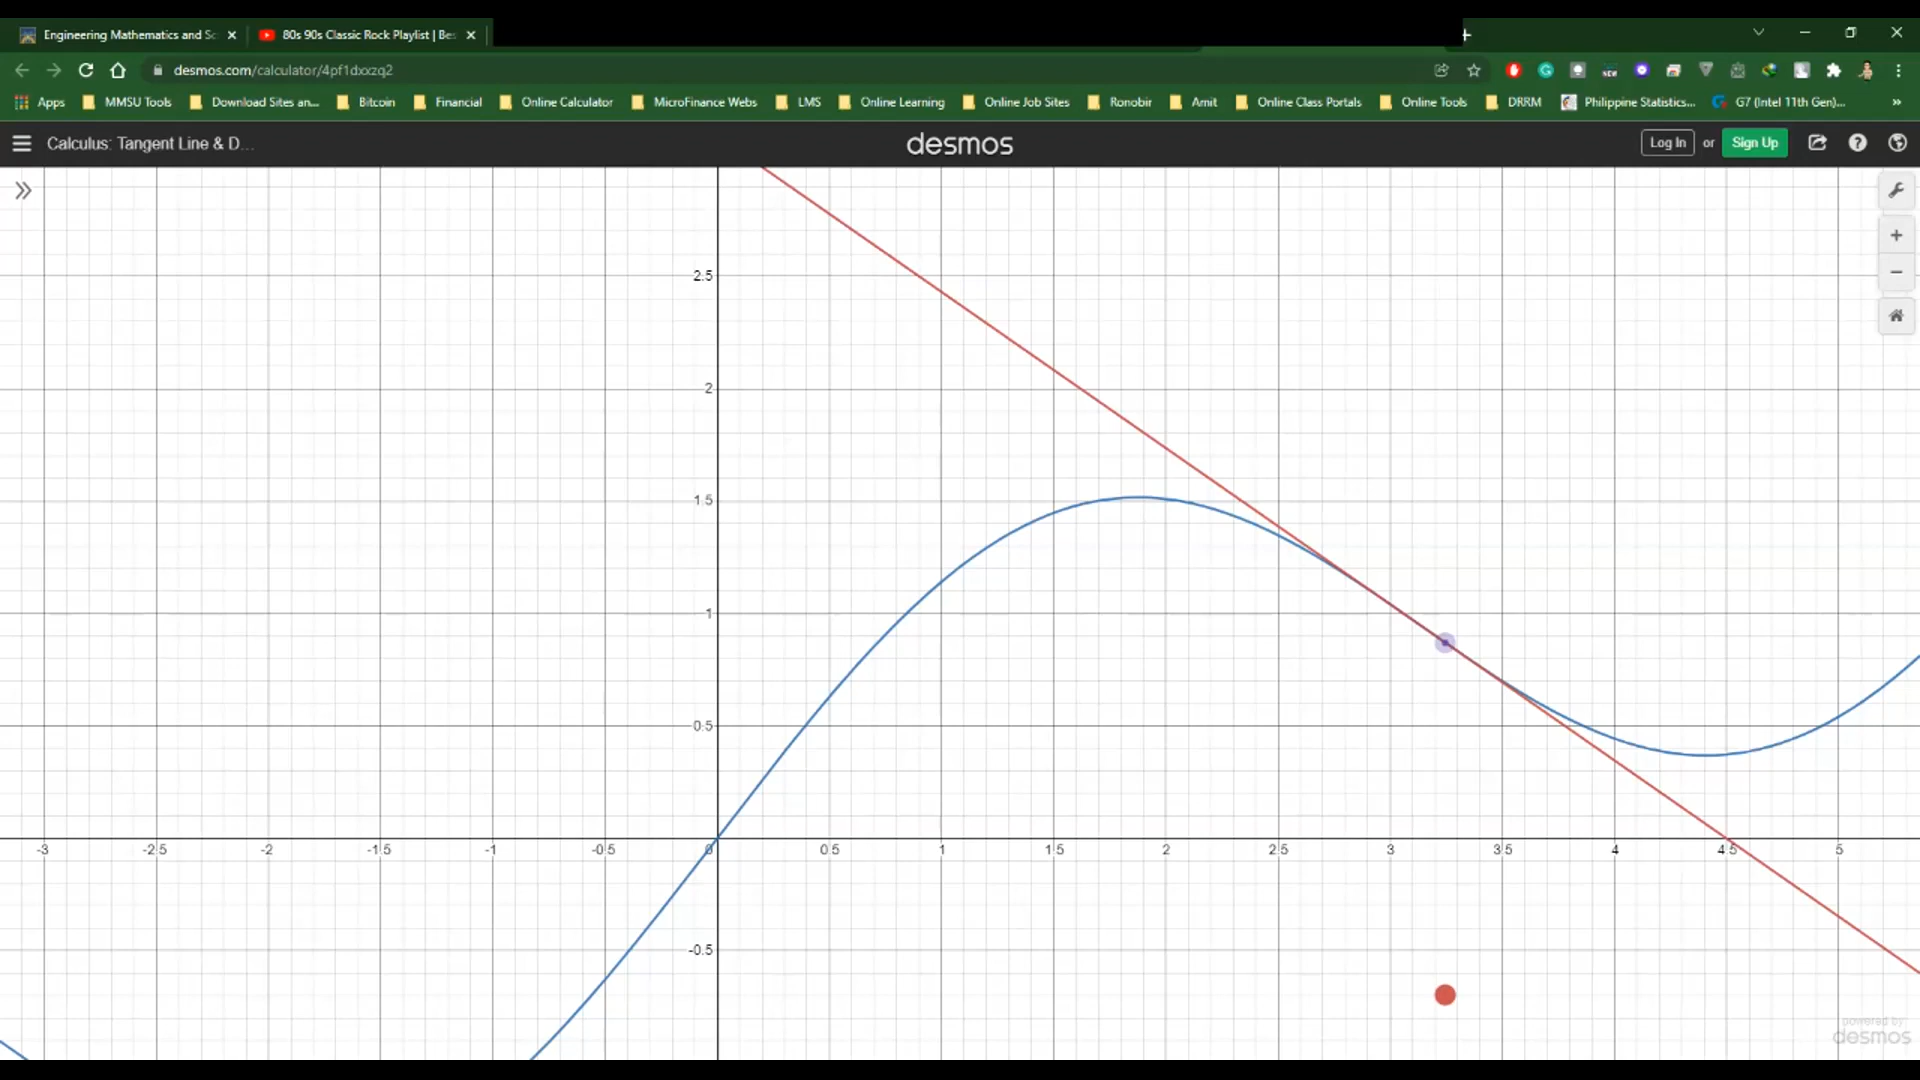 Engineering Mathematics and Sc
80s 90s Classic Rock Playlist | Be
desmos.com/calculator/4pf1dxxzq2
Apps MMSU Tools Download Sites an... Bitcoin Financial Online Calculator MicroFinance Webs LMS Online Learning Online Job Sites Ronobir Amit Online Class Portals Online Tools DRRM Philippine Statistics... G7 (Intel 11th Gen)... »
Calculus: Tangent Line & D... desmos Log In or Sign Up
2.5
2
1.5
1
0.5
-3 -2.5 -2 -1.5 -1 -0.5 0 0.5 1 1.5 2 2.5 3 3.5 4 4.5 5
-0.5
powered by
desmos